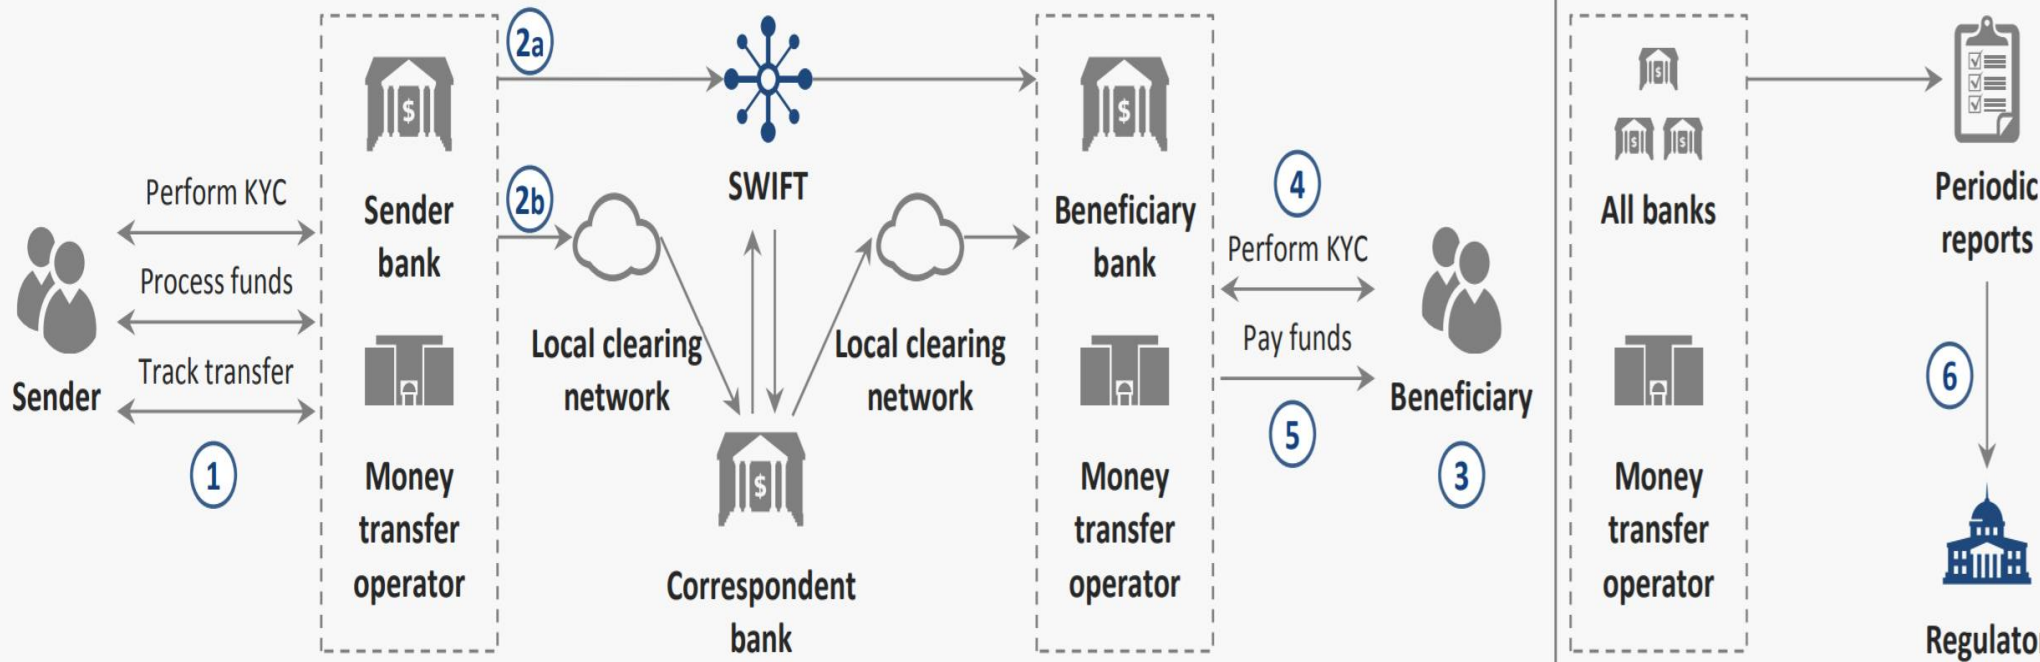 2a
SWIFT
2b
Perform KYC
Process funds
Track transfer
Sender
1
Sender
bank
Money
transfer
operator
Local clearing
network
Local clearing
network
$
Correspondent
bank
$
Beneficiary
bank
Money
transfer
operator
$
4
Perform KYC
Pay funds
5
Beneficiary
3
$
$
$
All banks
Money
transfer
operator
Periodic
reports
6
Regulato